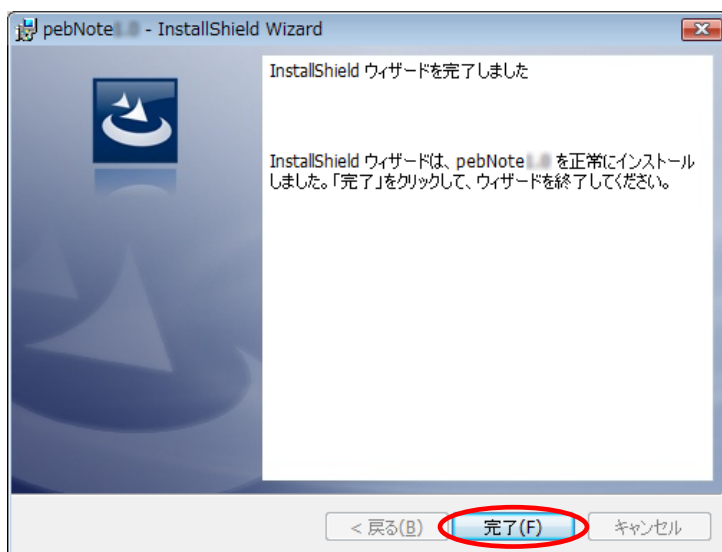 pebNote - InstallShield Wizard
InstallShield ウィザードを完了しました
InstallShield ウィザードは、pebNote を正常にインストール
しました。「完了」をクリックして、ウィザードを終了してください。
< 戻る(B)
完了(F)
キャンセル